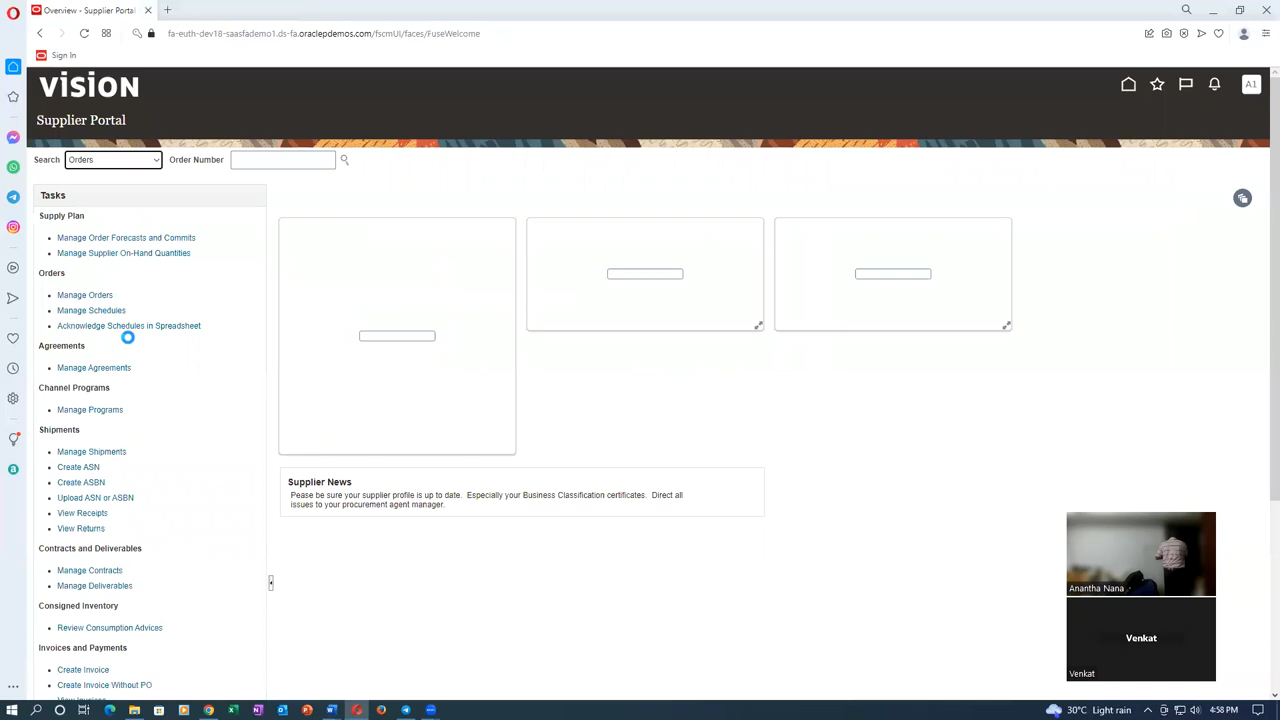 Overview - Supplier Portal
fa-euth-dev18-saasfademo1.ds-fa.oraclepdemos.com/fscmUI/faces/FuseWelcome
Sign In
VISION
A1
Supplier Portal
Search Orders Order Number
Tasks
Supply Plan
Manage Order Forecasts and Commits
Manage Supplier On-Hand Quantities
Orders
Manage Orders
Manage Schedules
Acknowledge Schedules in Spreadsheet
Agreements
Manage Agreements
Channel Programs
Manage Programs
Shipments
Manage Shipments
Create ASN
Create ASBN
Upload ASN or ASBN
View Receipts
View Returns
Contracts and Deliverables
Manage Contracts
Manage Deliverables
Consigned Inventory
Review Consumption Advices
Invoices and Payments
Create Invoice
Create Invoice Without PO
View Invoices
Supplier News
Pease be sure your supplier profile is up to date. Especially your Business Classification certificates. Direct all
issues to your procurement agent manager.
Anantha Nana
Venkat
Venkat
30°C Light rain
4:58 PM